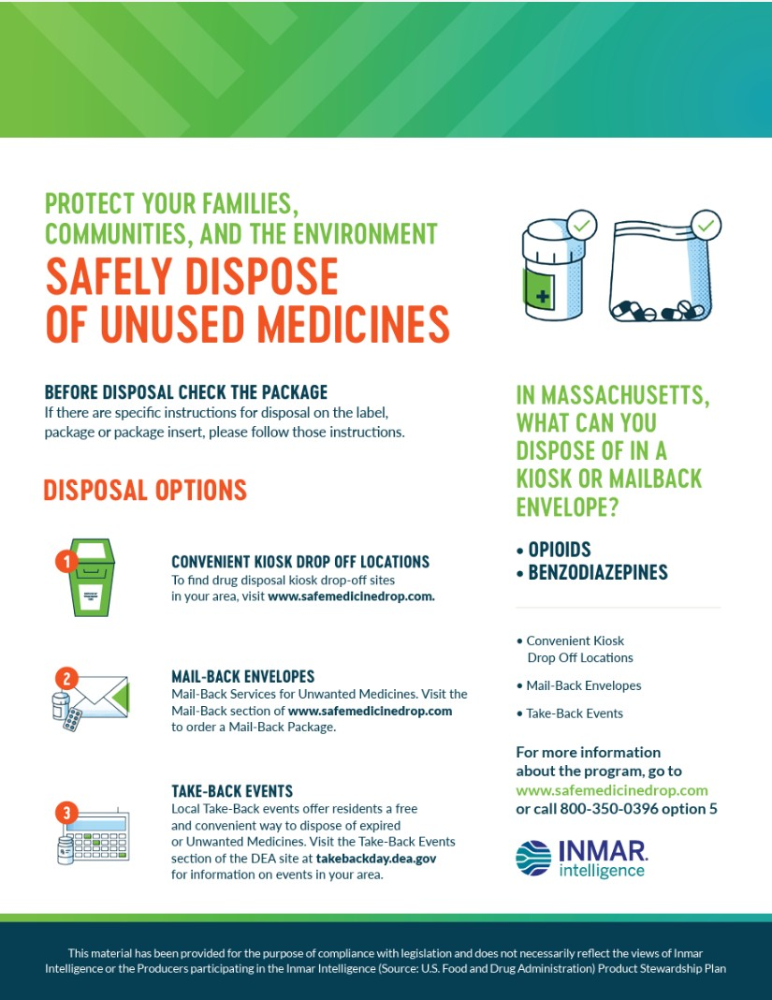 PROTECT YOUR FAMILIES,
COMMUNITIES, AND THE ENVIRONMENT
SAFELY DISPOSE
OF UNUSED MEDICINES
BEFORE DISPOSAL CHECK THE PACKAGE
If there are specific instructions for disposal on the label,
package or package insert, please follow those instructions.
DISPOSAL OPTIONS
1
CONVENIENT KIOSK DROP OFF LOCATIONS
To find drug disposal kiosk drop-off sites
in your area, visit www.safemedicinedrop.com.
2
MAIL-BACK ENVELOPES
Mail-Back Services for Unwanted Medicines. Visit the
Mail-Back section of www.safemedicinedrop.com
to order a Mail-Back Package.
3
TAKE-BACK EVENTS
Local Take-Back events offer residents a free
and convenient way to dispose of expired
or Unwanted Medicines. Visit the Take-Back Events
section of the DEA site at takebackday.dea.gov
for information on events in your area.
IN MASSACHUSETTS,
WHAT CAN YOU
DISPOSE OF IN A
KIOSK OR MAILBACK
ENVELOPE?
• OPIOIDS
• BENZODIAZEPINES
• Convenient Kiosk
Drop Off Locations
• Mail-Back Envelopes
• Take-Back Events
For more information
about the program, go to
www.safemedicinedrop.com
or call 800-350-0396 option 5
INMAR.
intelligence
This material has been provided for the purpose of compliance with legislation and does not necessarily reflect the views of Inmar
Intelligence or the Producers participating in the Inmar Intelligence (Source: U.S. Food and Drug Administration) Product Stewardship Plan